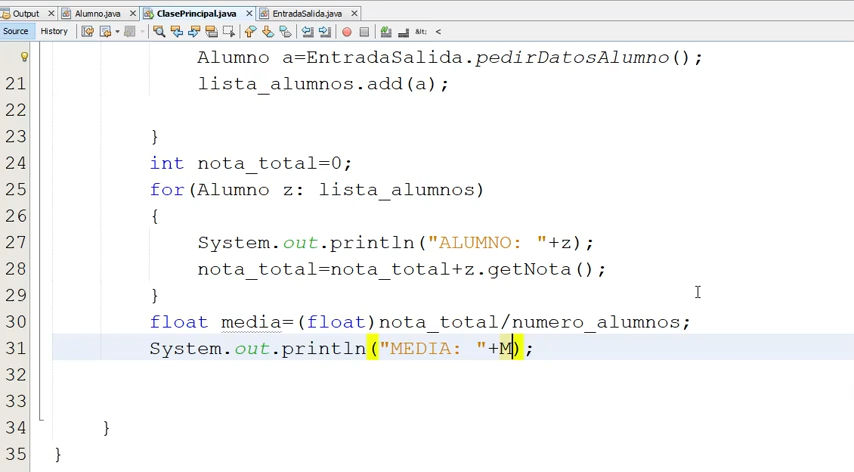 Output Alumno.java ClasePrincipal.java EntradaSalida.java
Source History
Alumno a=EntradaSalida.pedirDatosAlumno();
21 lista_alumnos.add(a);
22
23 }
24 int nota_total=0;
25 for(Alumno z: lista_alumnos)
26 {
27 System.out.println("ALUMNO: "+z);
28 nota_total=nota_total+z.getNota();
29 }
30 float media=(float)nota_total/numero_alumnos;
31 System.out.println("MEDIA: "+M);
32
33
34 }
35 }